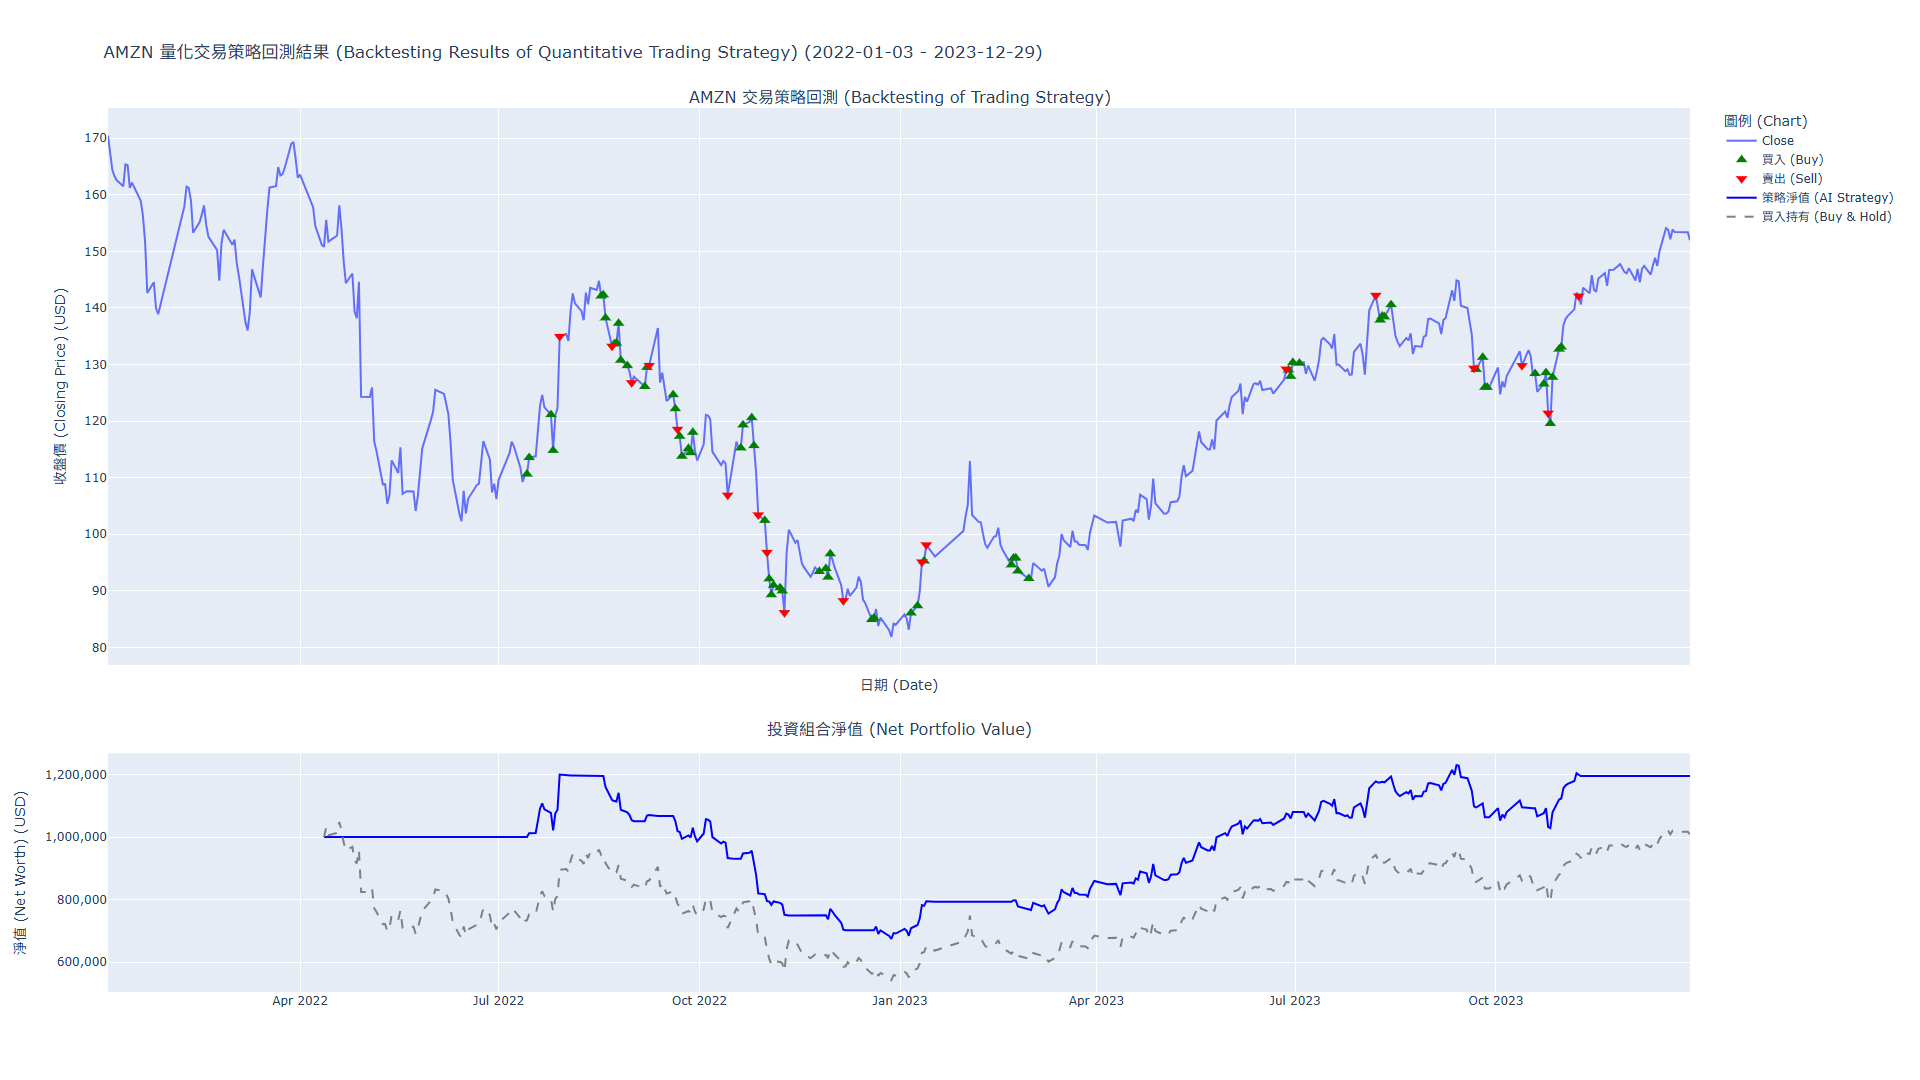 AMZN 量化交易策略回測結果 (Backtesting Results of Quantitative Trading Strategy) (2022-01-03 - 2023-12-29)
AMZN 交易策略回測 (Backtesting of Trading Strategy)
圖例 (Chart)
Close
買入 (Buy)
賣出 (Sell)
策略淨值 (AI Strategy)
買入持有 (Buy & Hold)
收盤價 (Closing Price) (USD)
170
160
150
140
130
120
110
100
90
80
日期 (Date)
投資組合淨值 (Net Portfolio Value)
淨值 (Net Worth) (USD)
1,200,000
1,000,000
800,000
600,000
Apr 2022
Jul 2022
Oct 2022
Jan 2023
Apr 2023
Jul 2023
Oct 2023